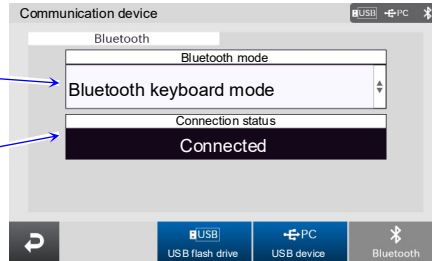 Communication device
USB PC
Bluetooth
Bluetooth mode
Bluetooth keyboard mode
Connection status
Connected
USB PC
USB flash drive USB device Bluetooth